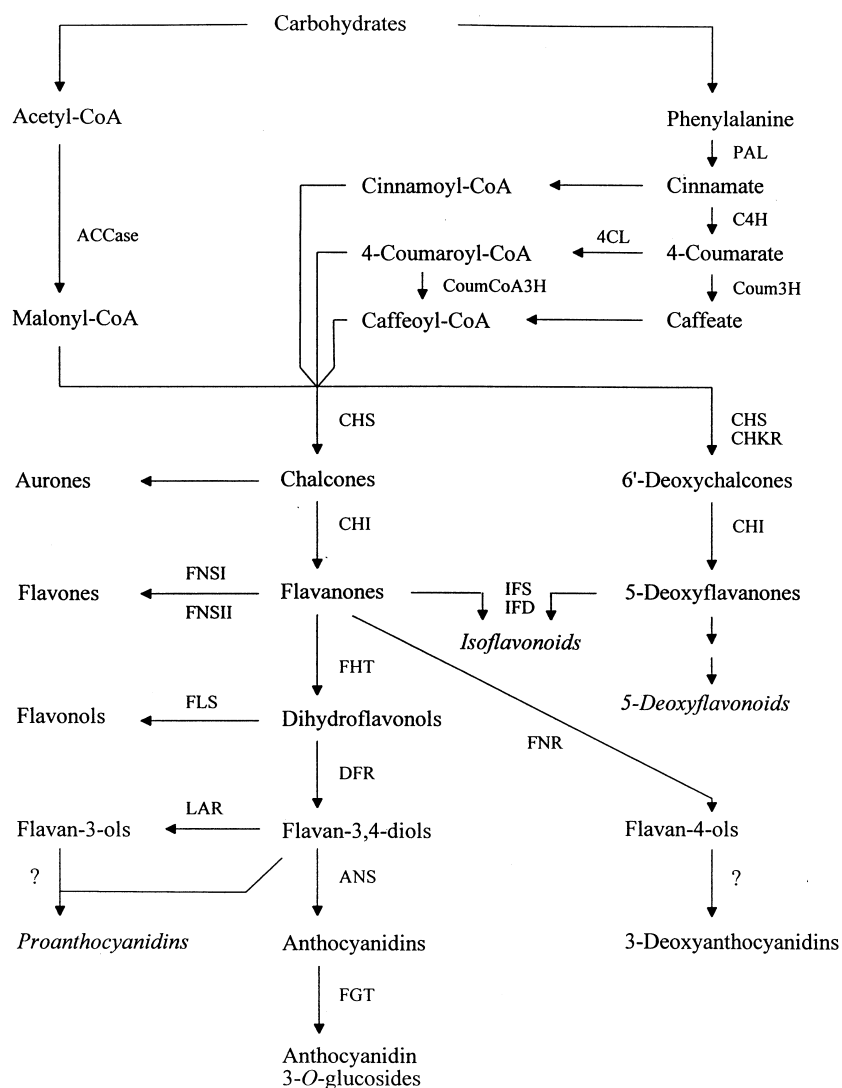 Carbohydrates
Acetyl-CoA
Phenylalanine
PAL
Cinnamoyl-CoA
Cinnamate
C4H
ACCase
4CL
4-Coumaroyl-CoA
4-Coumarate
CoumCoA3H
Coum3H
Malonyl-CoA
Caffeoyl-CoA
Caffeate
CHS
CHS
CHKR
Aurones
Chalcones
6'-Deoxychalcones
CHI
CHI
FNSI
Flavones
Flavanones
IFS
5-Deoxyflavanones
FNSII
IFD
Isoflavonoids
FHT
FLS
5-Deoxyflavonoids
Flavonols
Dihydroflavonols
FNR
DFR
LAR
Flavan-3-ols
Flavan-3,4-diols
Flavan-4-ols
?
ANS
?
Proanthocyanidins
Anthocyanidins
3-Deoxyanthocyanidins
FGT
Anthocyanidin
3-O-glucosides